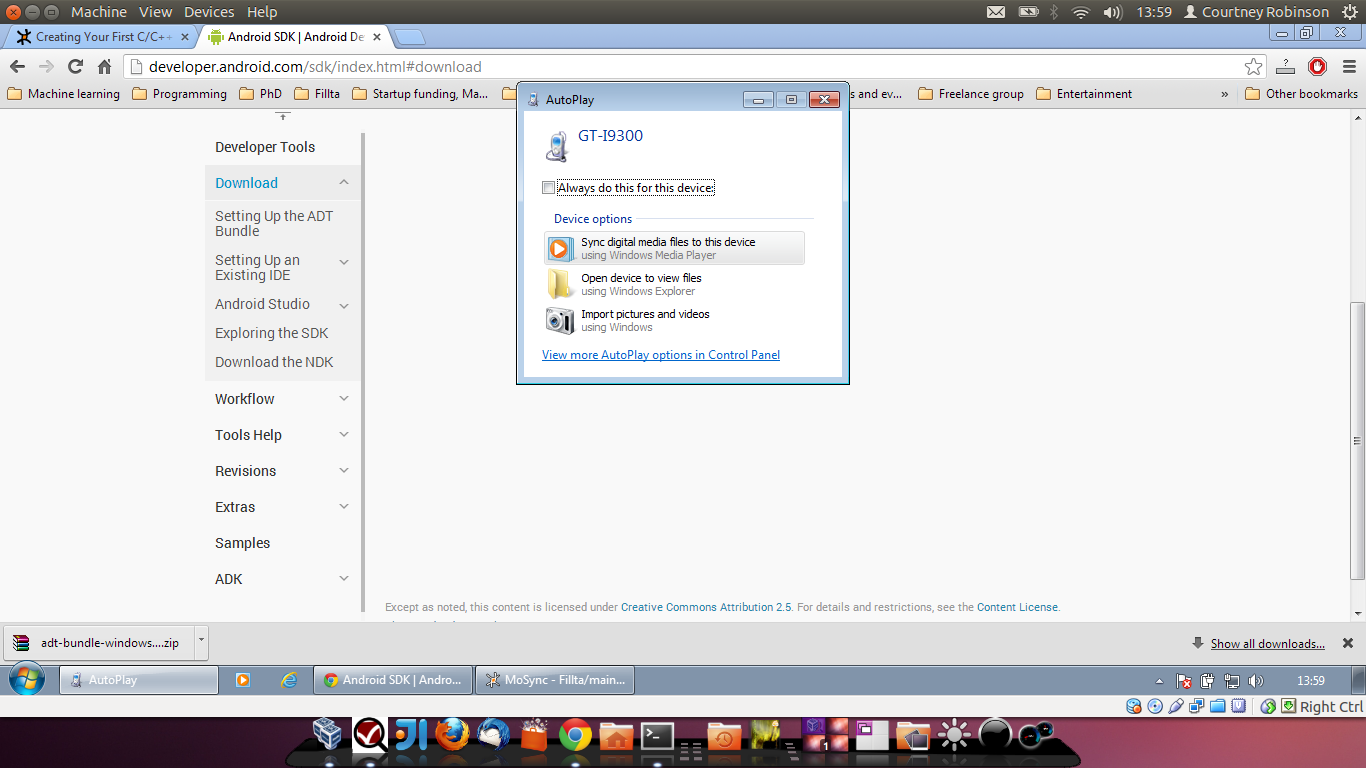 Machine View Devices Help
13:59 Courtney Robinson
Creating Your First C/C++
Android SDK | Android De
developer.android.com/sdk/index.html#download
Machine learning Programming PhD Fillta Startup funding, Ma... s and ev... Freelance group Entertainment » Other bookmarks
AutoPlay
GT-I9300
Always do this for this device:
Device options
Sync digital media files to this device
using Windows Media Player
Open device to view files
using Windows Explorer
Import pictures and videos
using Windows
View more AutoPlay options in Control Panel
Developer Tools
Download
Setting Up the ADT
Bundle
Setting Up an
Existing IDE
Android Studio
Exploring the SDK
Download the NDK
Workflow
Tools Help
Revisions
Extras
Samples
ADK
Except as noted, this content is licensed under Creative Commons Attribution 2.5. For details and restrictions, see the Content License.
adt-bundle-windows....zip
Show all downloads...
AutoPlay
Android SDK | Andro...
MoSync - Fillta/main...
13:59
Right Ctrl